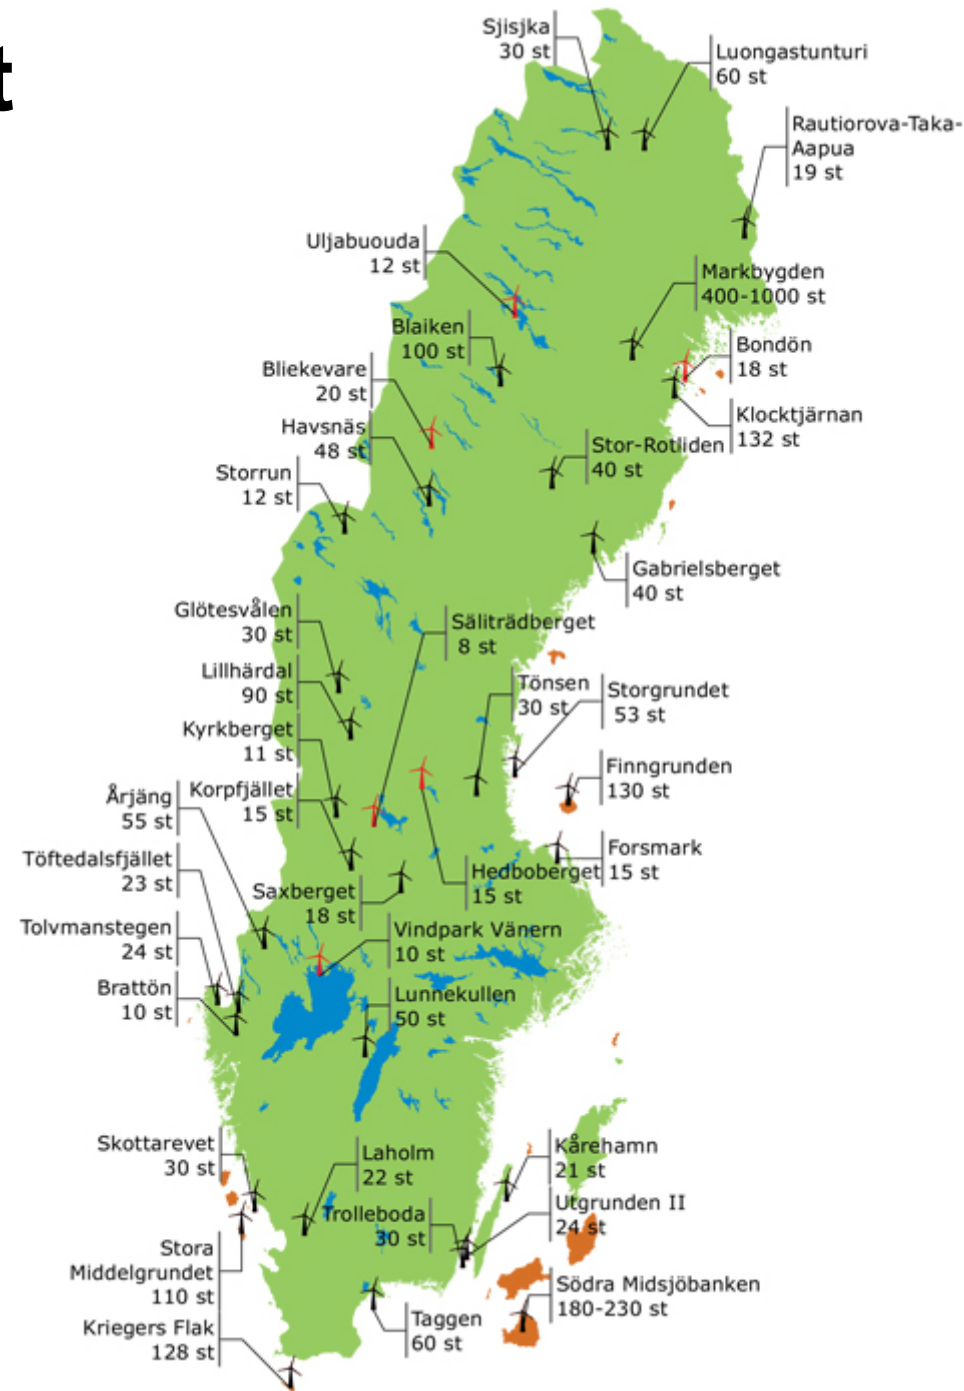 t
Sjisjka
30 st
Luongastunturi
60 st
Rautiorova-Taka-
Aapua
19 st
Uljabuouda
12 st
Markbygden
400-1000 st
Blaiken
100 st
Bondön
18 st
Bliekevare
20 st
Klocktjärnan
132 st
Havsnäs
48 st
Stor-Rotliden
40 st
Storrun
12 st
Gabrielsberget
40 st
Glötesvålen
30 st
Säliträdberget
8 st
Lillhärdal
90 st
Tönsen
30 st
Storgrundet
53 st
Kyrkberget
11 st
Finngrunden
130 st
Korpfjället
15 st
Årjäng
55 st
Forsmark
15 st
Töftedalsfjället
23 st
Hedboberget
15 st
Saxberget
18 st
Tolvmanstegen
24 st
Vindpark Vänern
10 st
Brattön
10 st
Lunnekullen
50 st
Skottarevet
30 st
Laholm
22 st
Kårehamn
21 st
Trolleboda
30 st
Utgrunden II
24 st
Stora
Middelgrundet
110 st
Södra Midsjöbanken
180-230 st
Taggen
60 st
Kriegers Flak
128 st